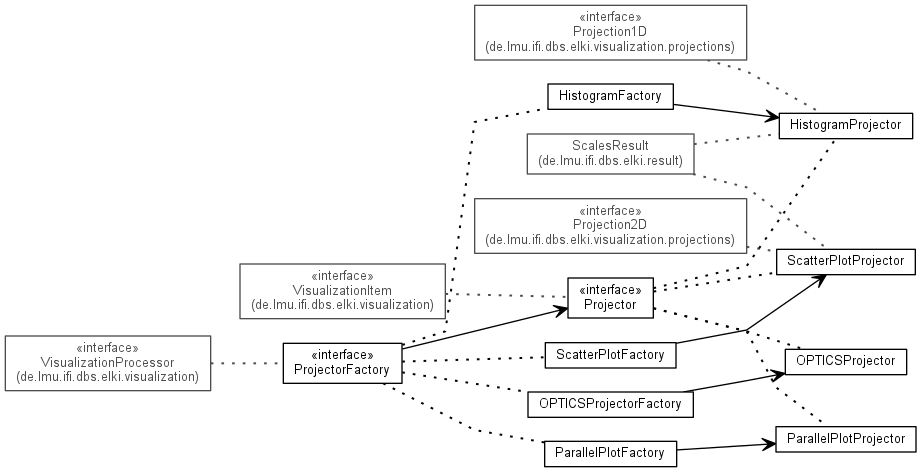 «interface»
Projection1D
(de.lmu.ifi.dbs.elki.visualization.projections)
HistogramFactory
HistogramProjector
ScalesResult
(de.lmu.ifi.dbs.elki.result)
«interface»
Projection2D
(de.lmu.ifi.dbs.elki.visualization.projections)
ScatterPlotProjector
«interface»
VisualizationItem
(de.lmu.ifi.dbs.elki.visualization)
«interface»
Projector
«interface»
VisualizationProcessor
(de.lmu.ifi.dbs.elki.visualization)
«interface»
ProjectorFactory
ScatterPlotFactory
OPTICSProjector
OPTICSProjectorFactory
ParallelPlotFactory
ParallelPlotProjector